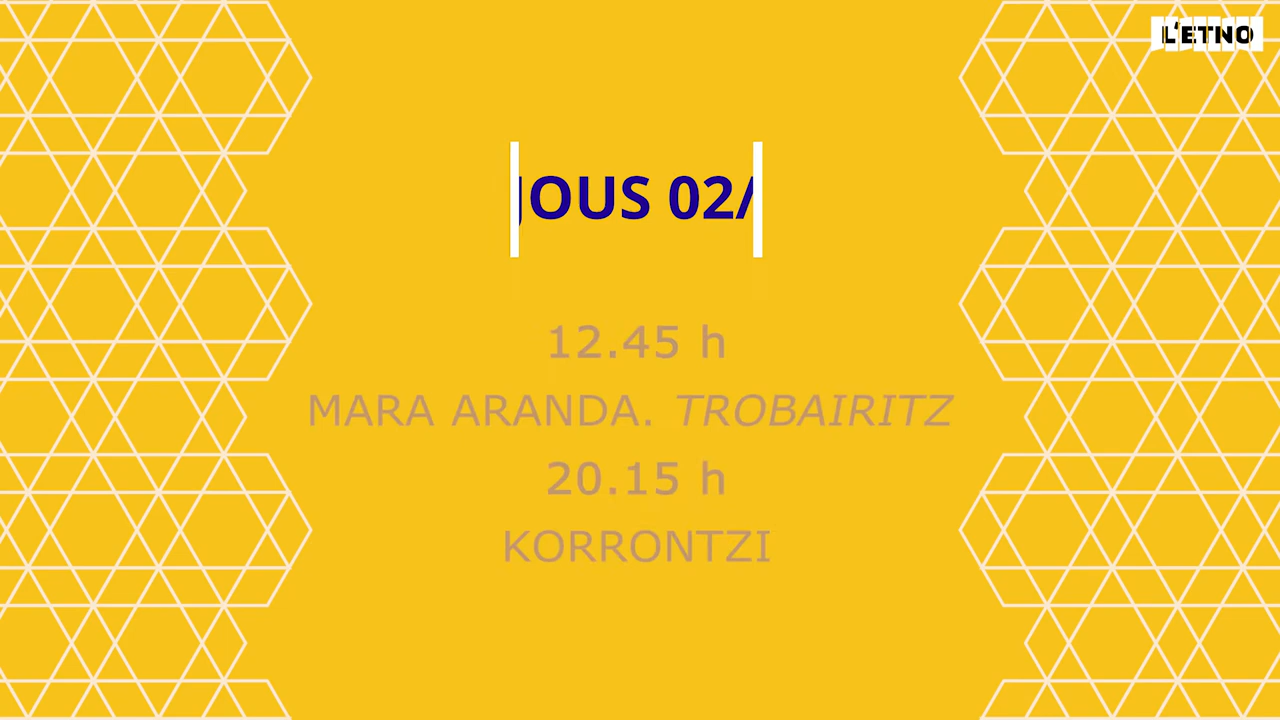 L'ETNO
JOUS 02/
12.45 h
MARA ARANDA. TROBAIRITZ
20.15 h
KORRONTZI